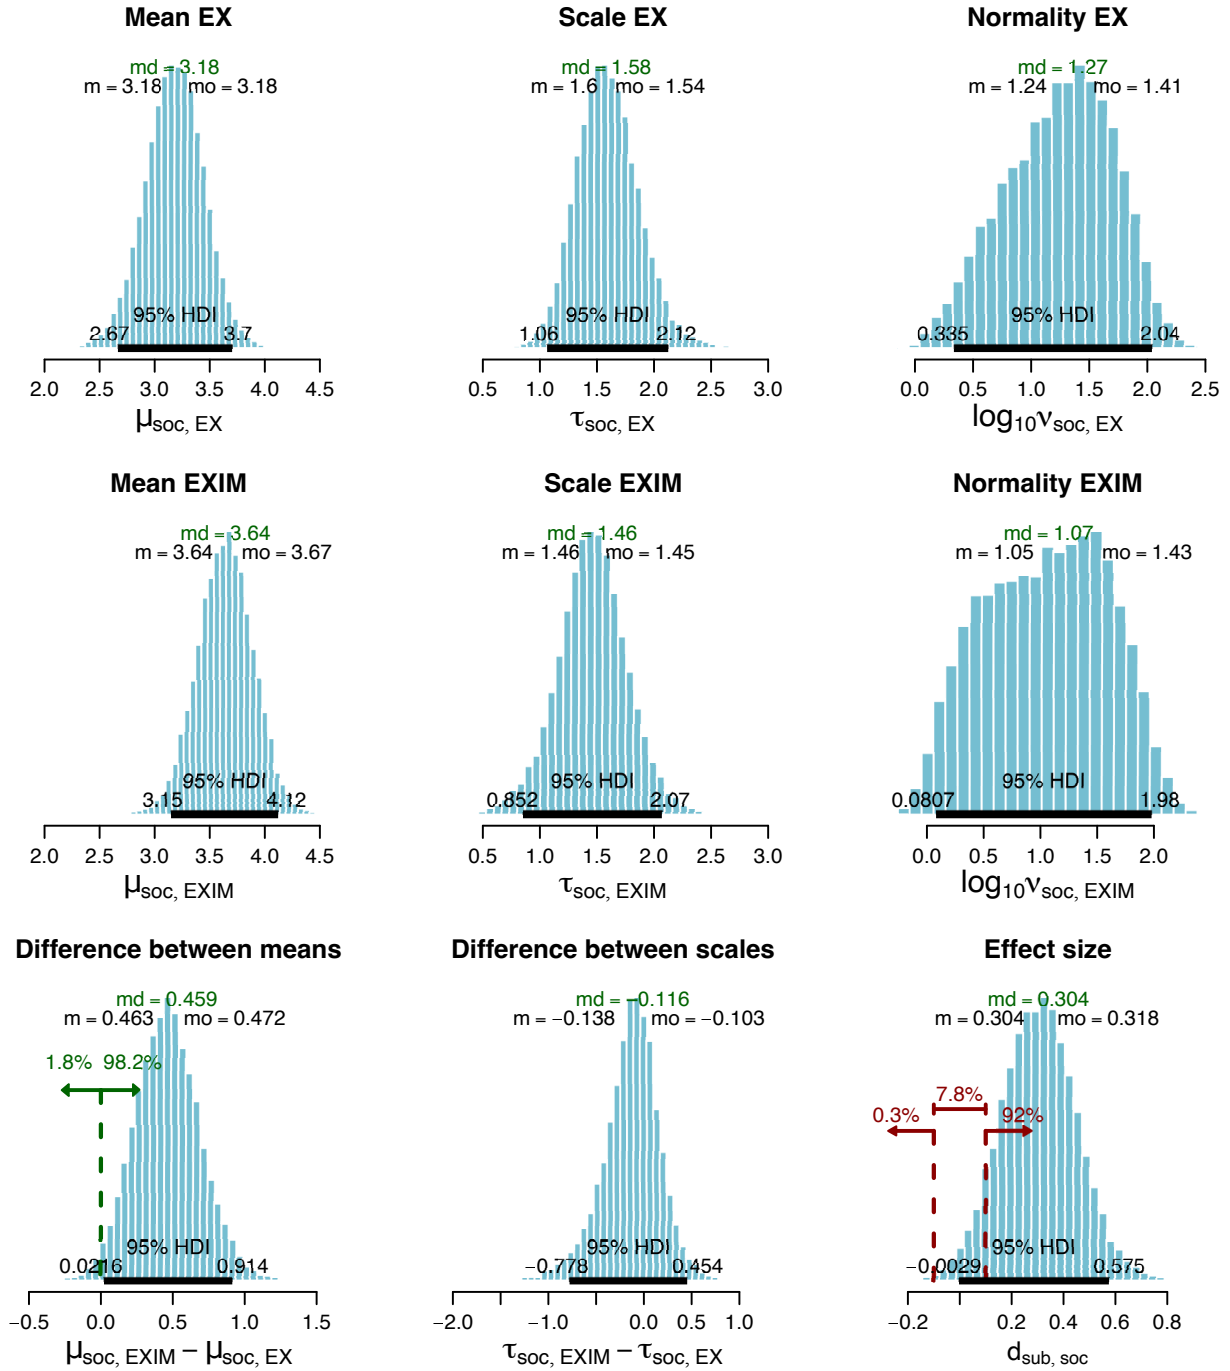 Mean EX
md = 3.18
m = 3.18 mo = 3.18
95% HDI
2.67 3.7
2.0 2.5 3.0 3.5 4.0 4.5
μsoc, EX
Scale EX
md = 1.58
m = 1.6 mo = 1.54
95% HDI
1.06 2.12
0.5 1.0 1.5 2.0 2.5 3.0
τsoc, EX
Normality EX
md = 1.27
m = 1.24 mo = 1.41
95% HDI
0.335 2.04
0.0 0.5 1.0 1.5 2.0 2.5
log10νsoc, EX
Mean EXIM
md = 3.64
m = 3.64 mo = 3.67
95% HDI
3.15 4.12
2.0 2.5 3.0 3.5 4.0 4.5
μsoc, EXIM
Scale EXIM
md = 1.46
m = 1.46 mo = 1.45
95% HDI
0.852 2.07
0.5 1.0 1.5 2.0 2.5 3.0
τsoc, EXIM
Normality EXIM
md = 1.07
m = 1.05 mo = 1.43
95% HDI
0.0807 1.98
0.0 0.5 1.0 1.5 2.0
log10νsoc, EXIM
Difference between means
md = 0.459
m = 0.463 mo = 0.472
1.8% 98.2%
95% HDI
0.0216 0.914
−0.5 0.0 0.5 1.0 1.5
μsoc, EXIM − μsoc, EX
Difference between scales
md = −0.116
m = −0.138 mo = −0.103
95% HDI
−0.778 0.454
−2.0 −1.0 0.0 0.5 1.0
τsoc, EXIM − τsoc, EX
Effect size
md = 0.304
m = 0.304 mo = 0.318
7.8%
0.3% 92%
95% HDI
−0.0029 0.575
−0.2 0.2 0.4 0.6 0.8
dsub, soc